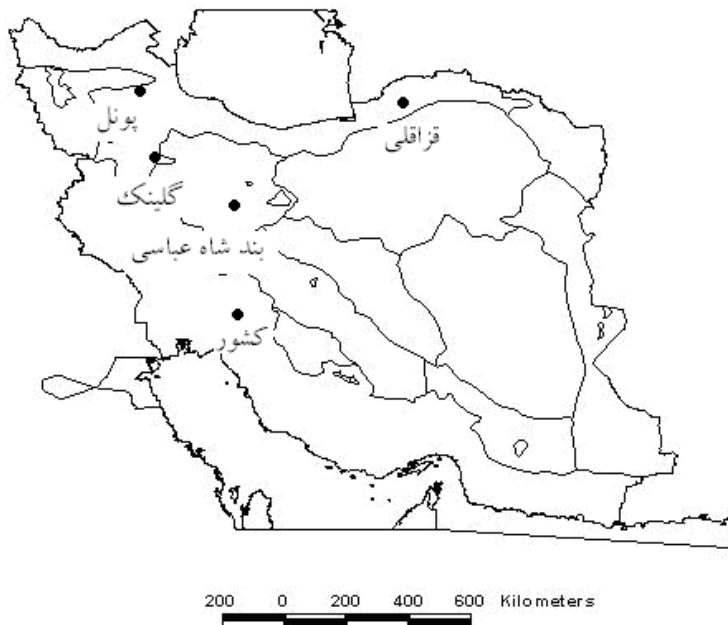 پونل
قزاقلی
گلینک
بند شاه عباسی
کشور
200 0 200 400 600 Kilometers